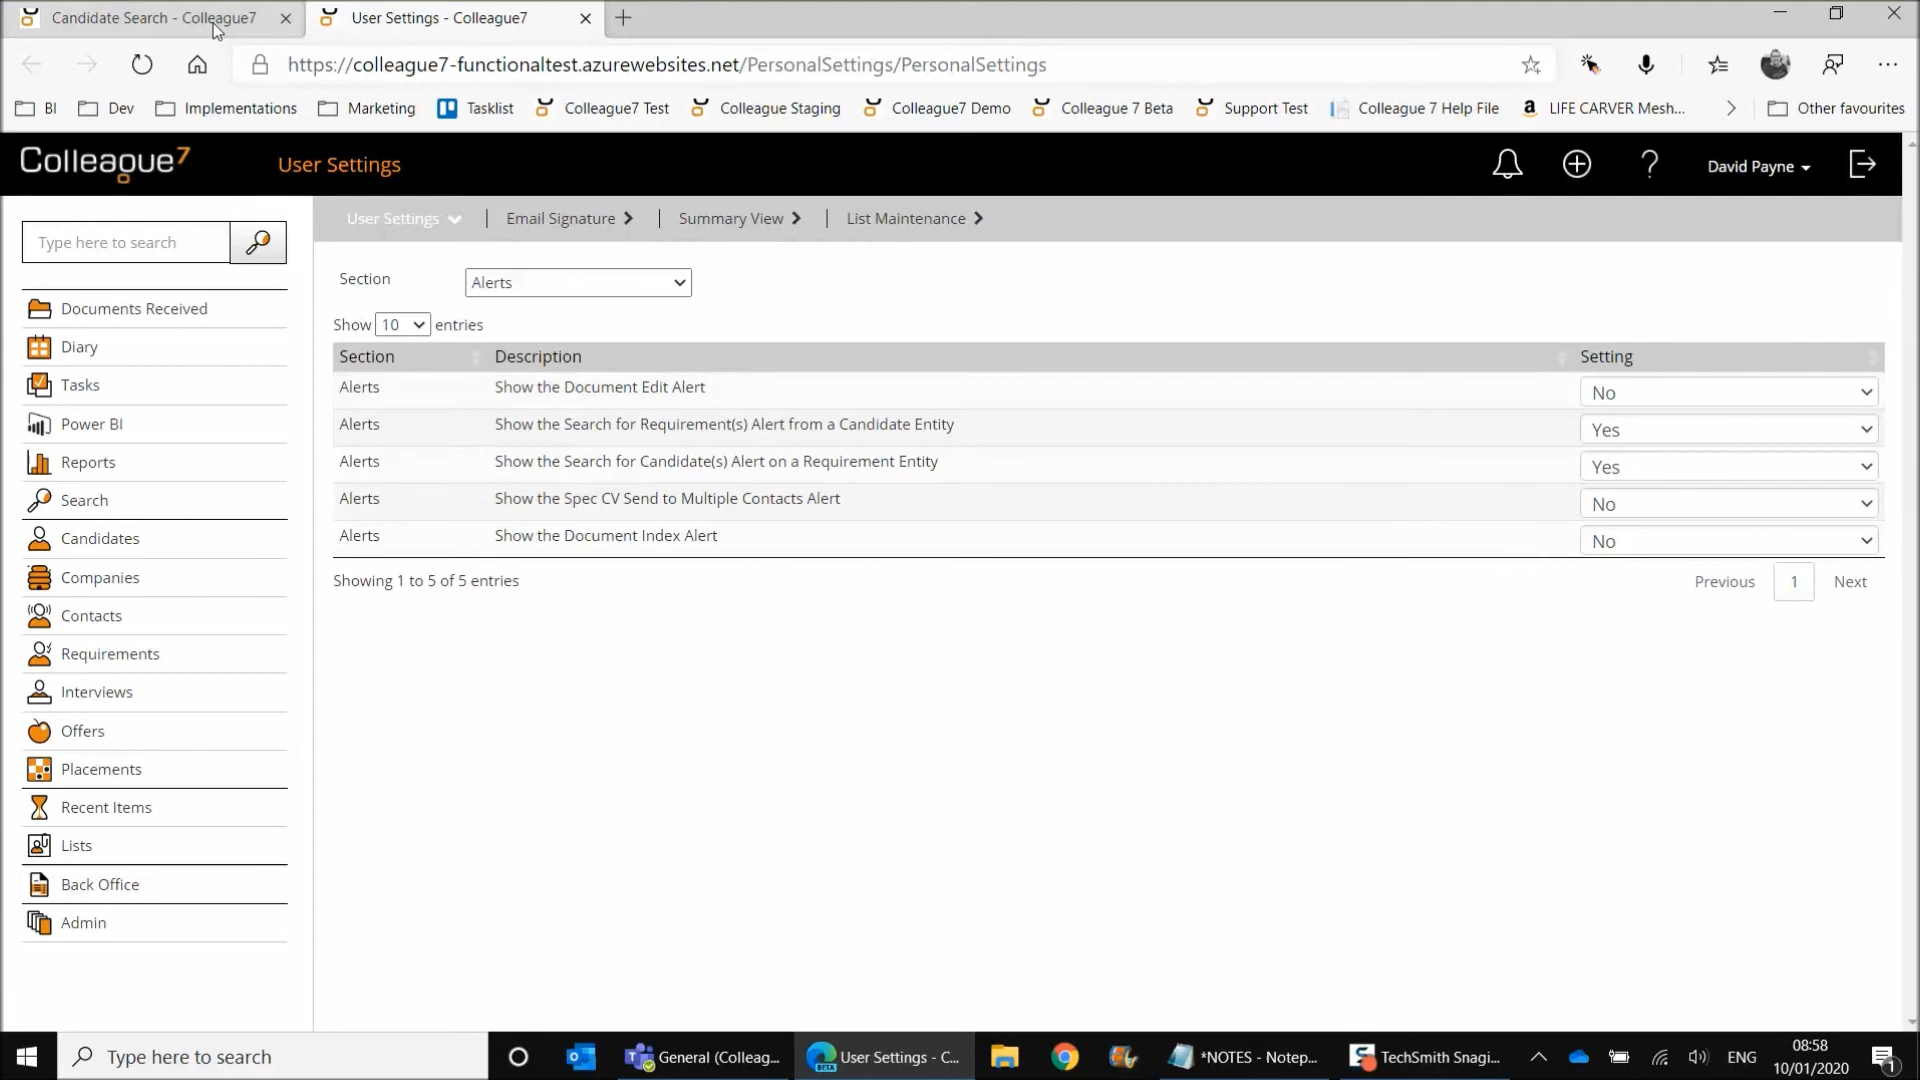 Candidate Search - Colleague7
User Settings - Colleague7
https://colleague7-functionaltest.azurewebsites.net/PersonalSettings/PersonalSettings
BI
Dev
Implementations
Marketing
Tasklist
Colleague7 Test
Colleague Staging
Colleague7 Demo
Colleague 7 Beta
Support Test
Colleague 7 Help File
LIFE CARVER Mesh...
Other favourites
Colleague7
User Settings
David Payne
User Settings
Email Signature
Summary View
List Maintenance
Type here to search
Documents Received
Diary
Tasks
Power BI
Reports
Search
Candidates
Companies
Contacts
Requirements
Interviews
Offers
Placements
Recent Items
Lists
Back Office
Admin
Section
Alerts
Show 10 entries
Section Description Setting
Alerts Show the Document Edit Alert No
Alerts Show the Search for Requirement(s) Alert from a Candidate Entity Yes
Alerts Show the Search for Candidate(s) Alert on a Requirement Entity Yes
Alerts Show the Spec CV Send to Multiple Contacts Alert No
Alerts Show the Document Index Alert No
Showing 1 to 5 of 5 entries
Previous 1 Next
Type here to search
General (Colleag...
BETA
User Settings - C...
*NOTES - Notep...
TechSmith Snagi...
ENG
08:58
10/01/2020
1